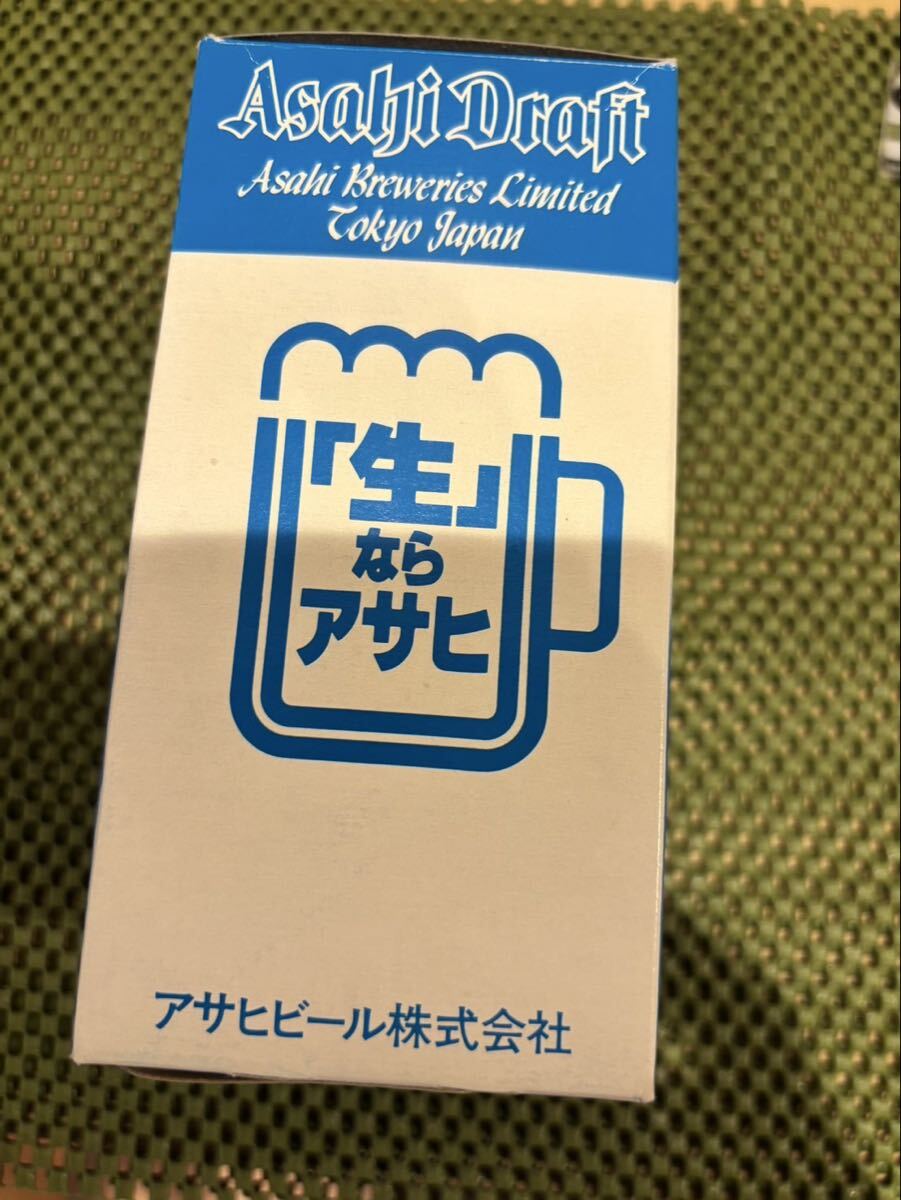 Asahi Draft
Asahi Breweries Limited
Tokyo Japan
「生」
なら
アサヒ
アサヒビール株式会社